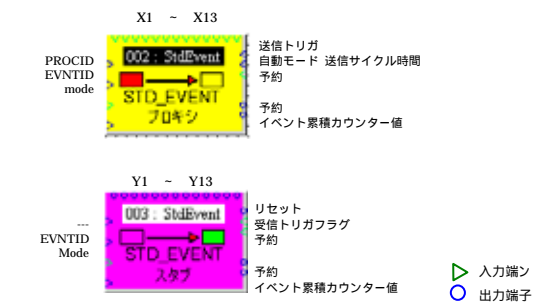 X1 ~ X13
002 : StdEvent
STD_EVENT
プロキシ
PROCID
EVNTID
mode
送信トリガ
自動モード 送信サイクル時間
予約
予約
イベント累積カウンター値
Y1 ~ Y13
003 : StdEvent
STD_EVENT
スタブ
---
EVNTID
Mode
リセット
受信トリガフラグ
予約
予約
イベント累積カウンター値
入力端ン
出力端子